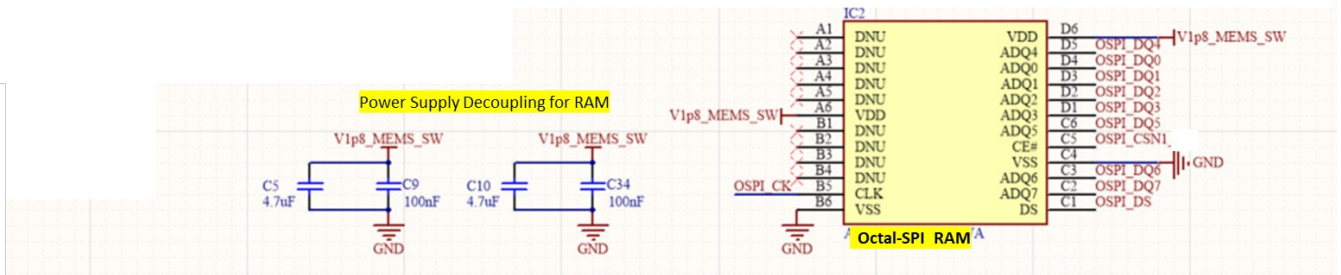 IC2
A1 DNU VDD D6 V1p8_MEMS_SW
A2 DNU ADQ4 D5 OSPI_DQ4
A3 DNU ADQ0 D4 OSPI_DQ0
A4 DNU ADQ1 D3 OSPI_DQ1
A5 DNU ADQ2 D2 OSPI_DQ2
V1p8_MEMS_SW A6 VDD ADQ3 D1 OSPI_DQ3
B1 DNU ADQ5 C6 OSPI_DQ5
B2 DNU CE# C5 OSPI_CSN1
B3 DNU VSS C4 GND
B4 DNU ADQ6 C3 OSPI_DQ6
OSPI_CK B5 CLK ADQ7 C2 OSPI_DQ7
B6 VSS DS C1 OSPI_DS
GND
Octal-SPI RAM
Power Supply Decoupling for RAM
V1p8_MEMS_SW
C5
4.7uF
C9
100nF
GND
V1p8_MEMS_SW
C10
4.7uF
C34
100nF
GND